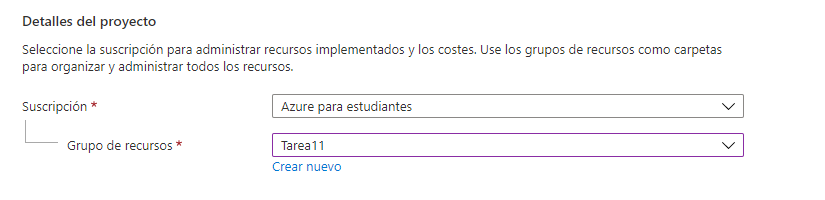 Detalles del proyecto
Seleccione la suscripción para administrar recursos implementados y los costes. Use los grupos de recursos como carpetas
para organizar y administrar todos los recursos.
Suscripción *
Azure para estudiantes
Grupo de recursos *
Tarea11
Crear nuevo